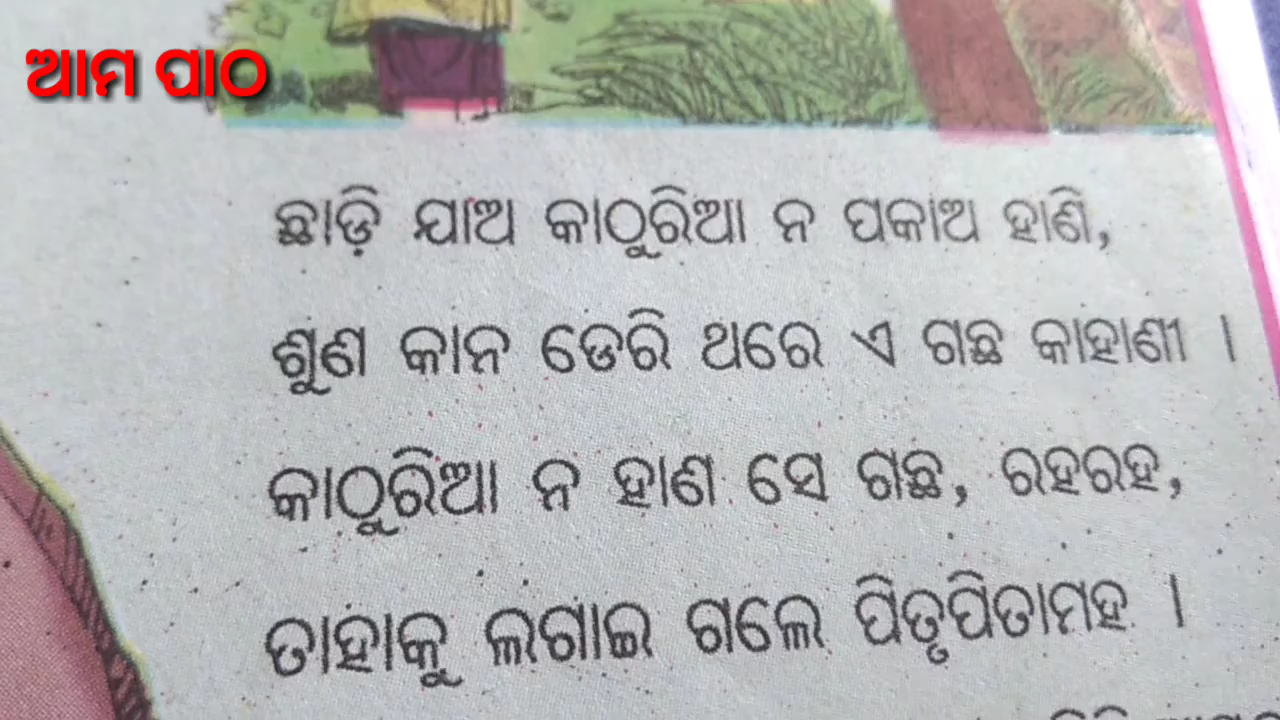 ଆମ ପାଠ
ଛାଡ଼ି ଯାଅ କାଠୁରିଆ ନ ପକାଅ ହାଣି,
ଶୁଣ କାନ ଡେରି ଥରେ ଏ ଗଛ କାହାଣୀ ।
କାଠୁରିଆ ନ ହାଣ ସେ ଗଛ, ରହରହ,
ତାହାକୁ ଲଗାଇ ଗଲେ ପିତୃପିତାମହ ।